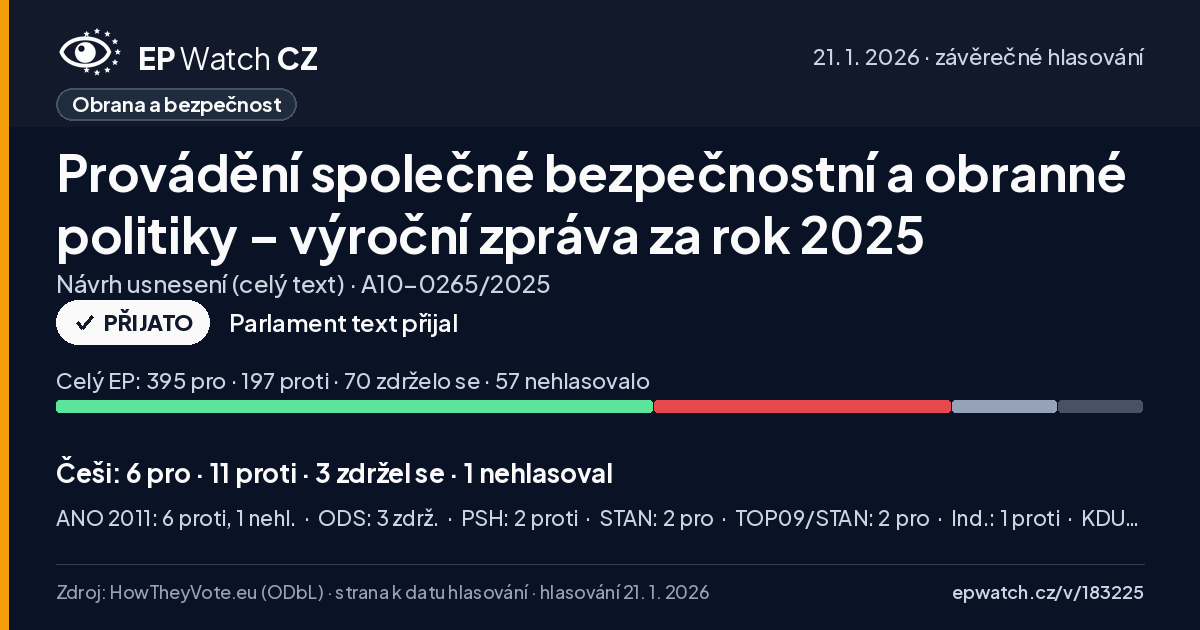 EP Watch CZ
21. 1. 2026 · závěrečné hlasování
Obrana a bezpečnost
Provádění společné bezpečnostní a obranné
politiky – výroční zpráva za rok 2025
Návrh usnesení (celý text) · A10-0265/2025
✓ PŘIJATO Parlament text přijal
Celý EP: 395 pro · 197 proti · 70 zdrželo se · 57 nehlasovalo
Češi: 6 pro · 11 proti · 3 zdržel se · 1 nehlasoval
ANO 2011: 6 proti, 1 nehl. · ODS: 3 zdrž. · PSH: 2 proti · STAN: 2 pro · TOP09/STAN: 2 pro · Ind.: 1 proti · KDU…
Zdroj: HowTheyVote.eu (ODbL) · strana k datu hlasování · hlasování 21. 1. 2026
epwatch.cz/v/183225